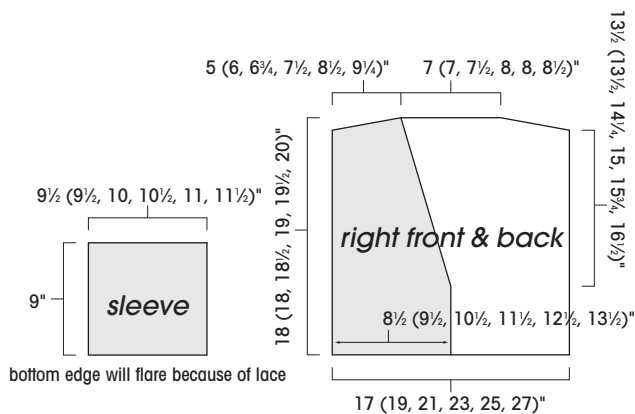 5 (6, 6¾, 7½, 8½, 9¼)"
7 (7, 7½, 8, 8, 8½)"
13½ (13½, 14¼, 15, 15¾, 16½)"
18 (18, 18½, 19, 19½, 20)"
9½ (9½, 10, 10½, 11, 11½)"
right front & back
9"
sleeve
8½ (9½, 10½, 11½, 12½, 13½)"
bottom edge will flare because of lace
17 (19, 21, 23, 25, 27)"